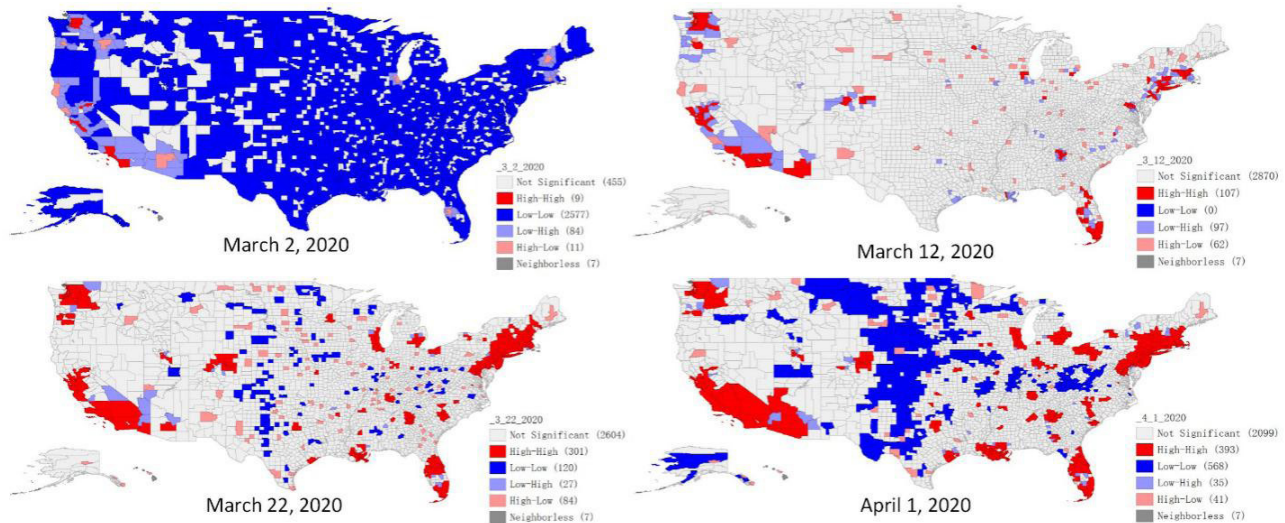 _3_2_2020
Not Significant (455)
High-High (9)
Low-Low (2577)
Low-High (84)
High-Low (11)
Neighborless (7)
March 2, 2020
_3_12_2020
Not Significant (2870)
High-High (107)
Low-Low (0)
Low-High (97)
High-Low (62)
Neighborless (7)
March 12, 2020
_3_22_2020
Not Significant (2604)
High-High (301)
Low-Low (120)
Low-High (27)
High-Low (84)
Neighborless (7)
March 22, 2020
_4_1_2020
Not Significant (2099)
High-High (393)
Low-Low (568)
Low-High (35)
High-Low (41)
Neighborless (7)
April 1, 2020